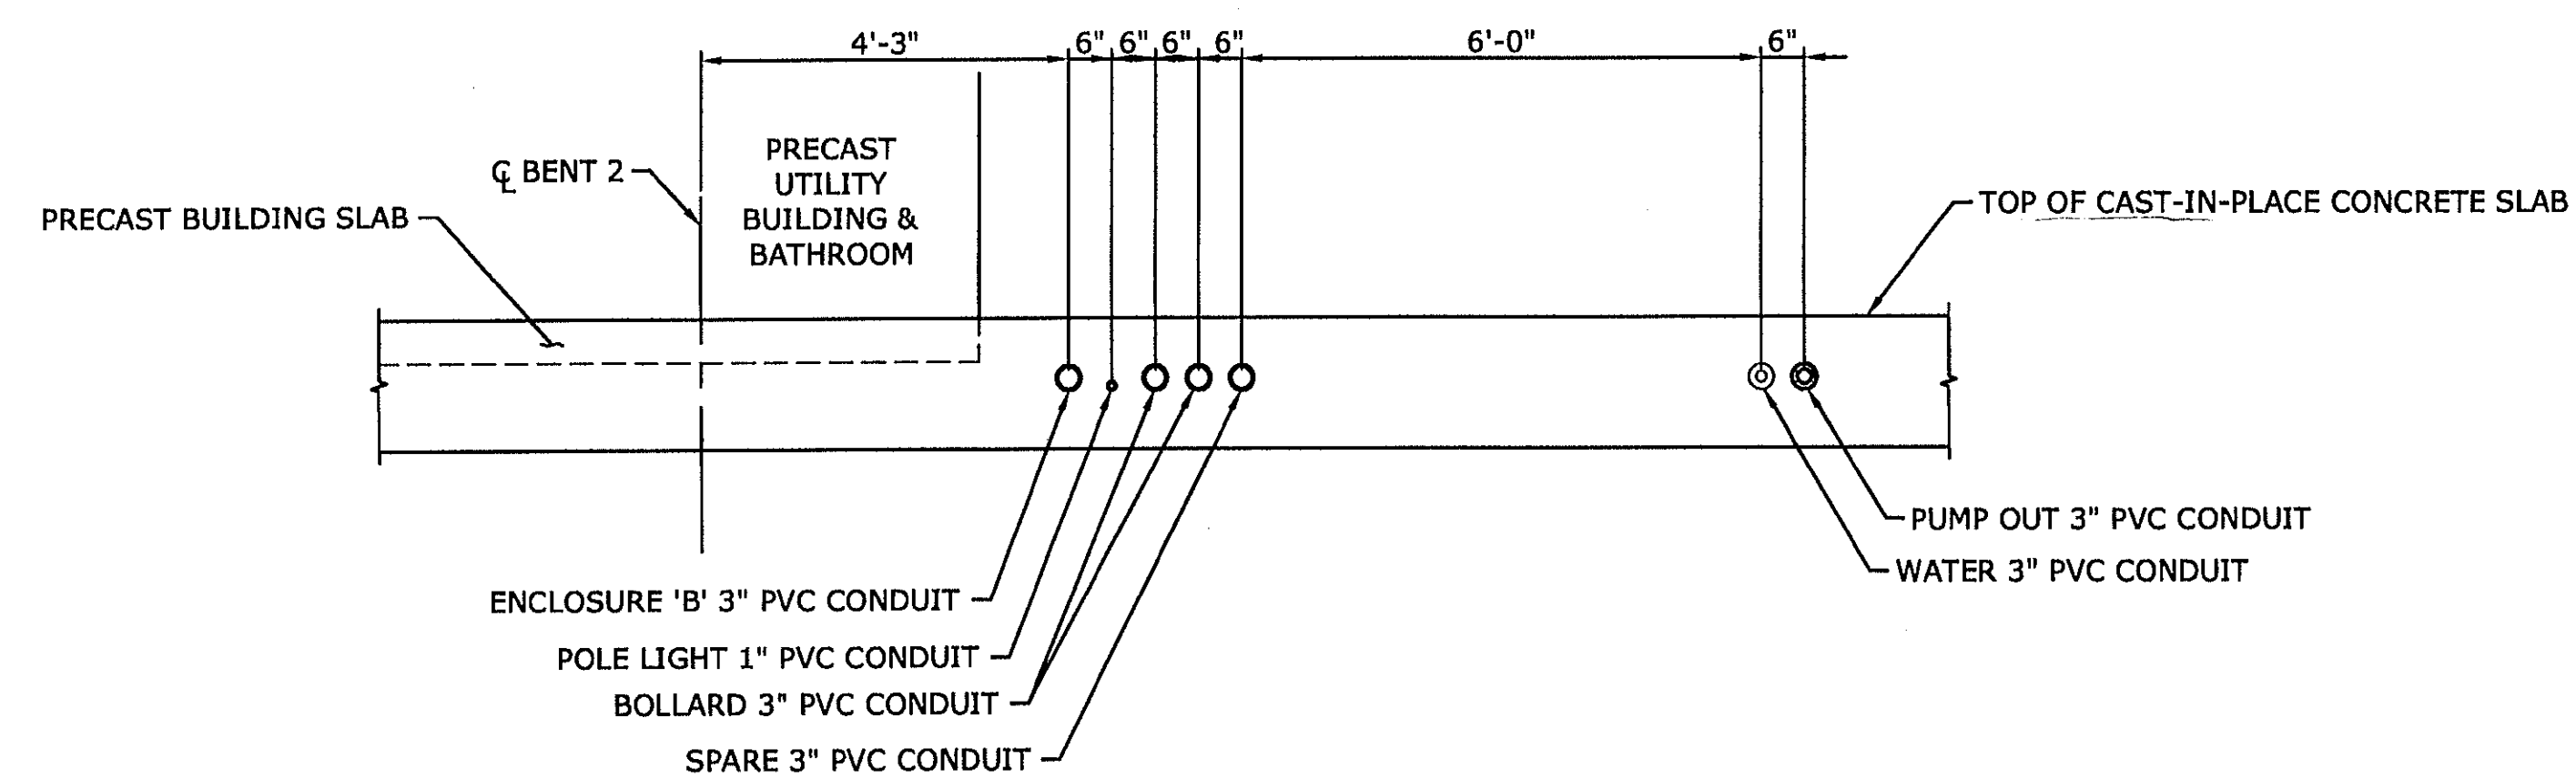 4'-3"
6"
6"
6"
6"
6'-0"
6"
PRECAST
UTILITY
BUILDING &
BATHROOM
℄ BENT 2
PRECAST BUILDING SLAB
TOP OF CAST-IN-PLACE CONCRETE SLAB
PUMP OUT 3" PVC CONDUIT
WATER 3" PVC CONDUIT
ENCLOSURE 'B' 3" PVC CONDUIT
POLE LIGHT 1" PVC CONDUIT
BOLLARD 3" PVC CONDUIT
SPARE 3" PVC CONDUIT